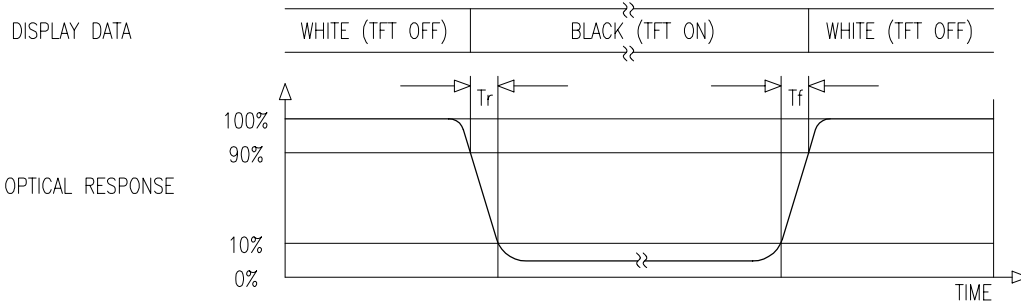 DISPLAY DATA
WHITE (TFT OFF)
BLACK (TFT ON)
WHITE (TFT OFF)
Tr
Tf
100%
90%
OPTICAL RESPONSE
10%
0%
TIME